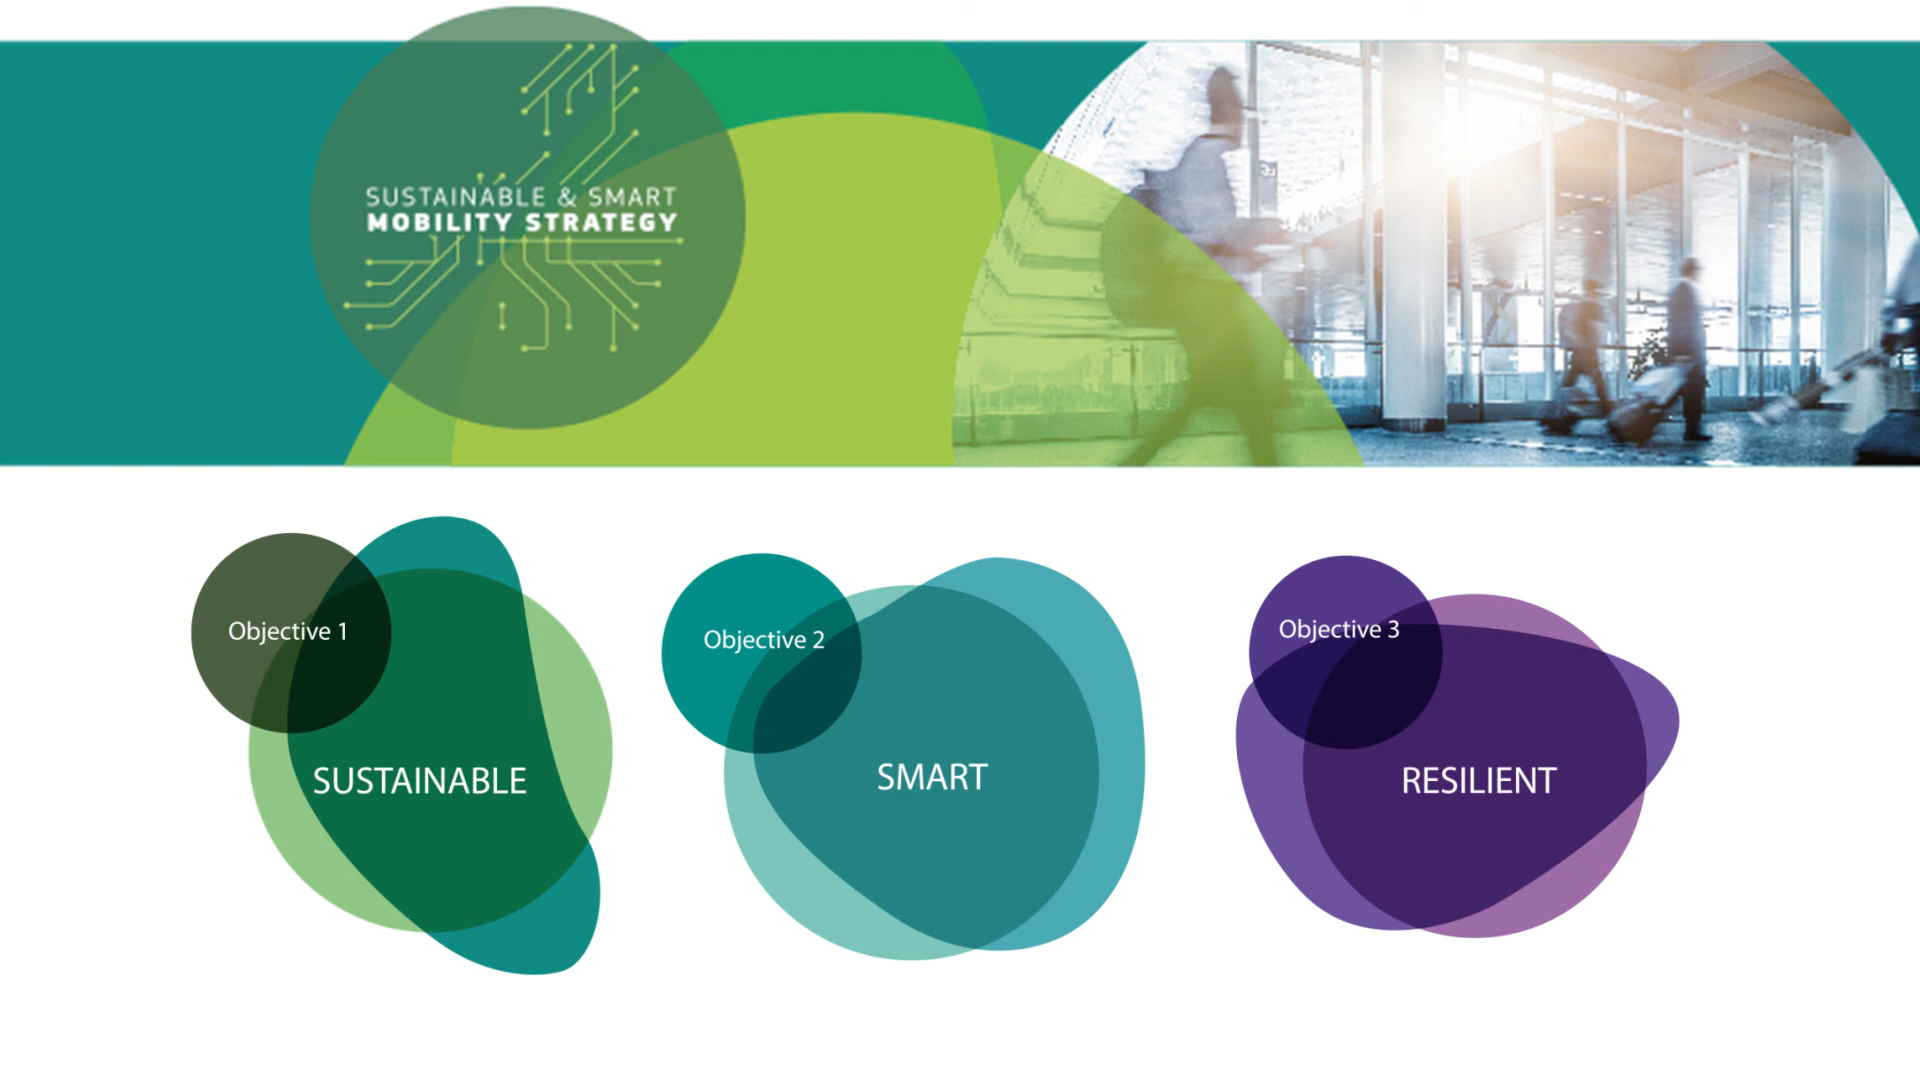 SUSTAINABLE & SMART
MOBILITY STRATEGY
Objective 1
SUSTAINABLE
Objective 2
SMART
Objective 3
RESILIENT